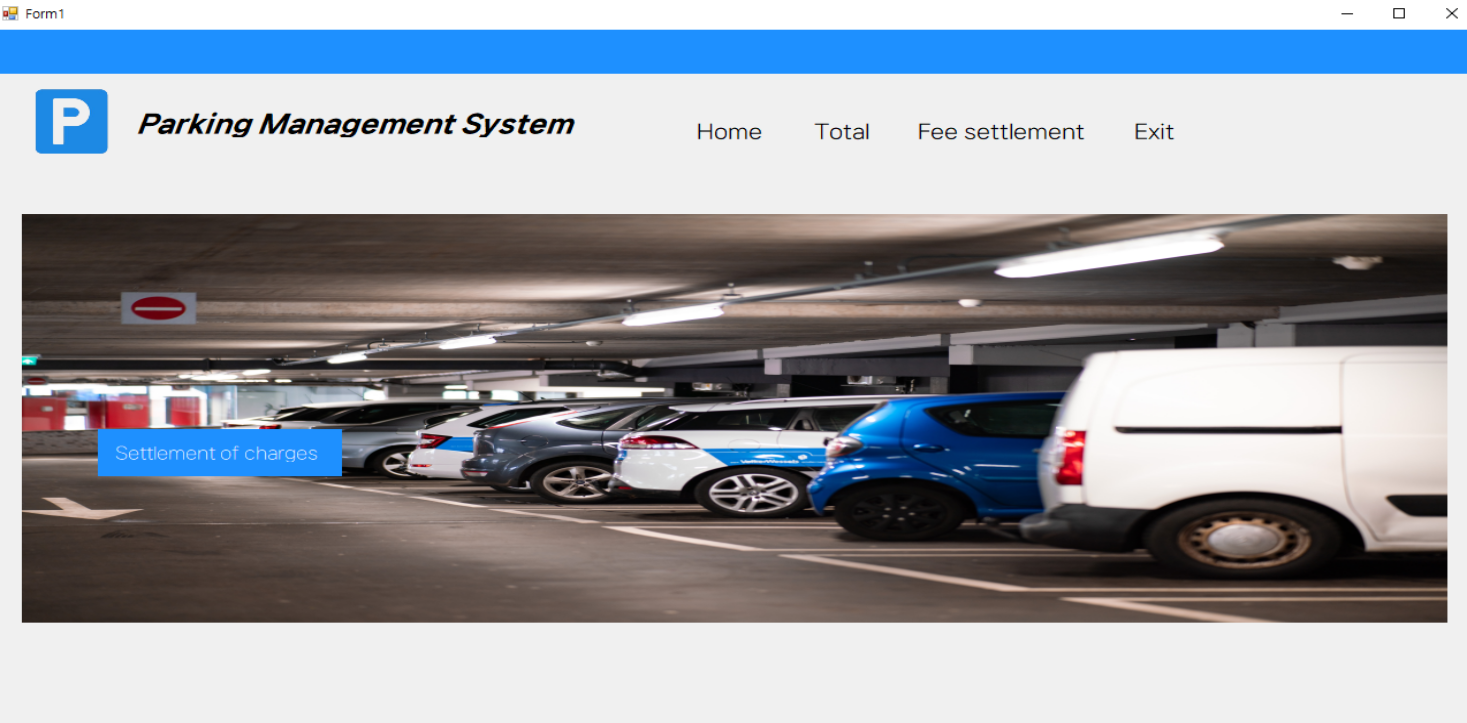 Form1
P
Parking Management System
Home Total Fee settlement Exit
Settlement of charges